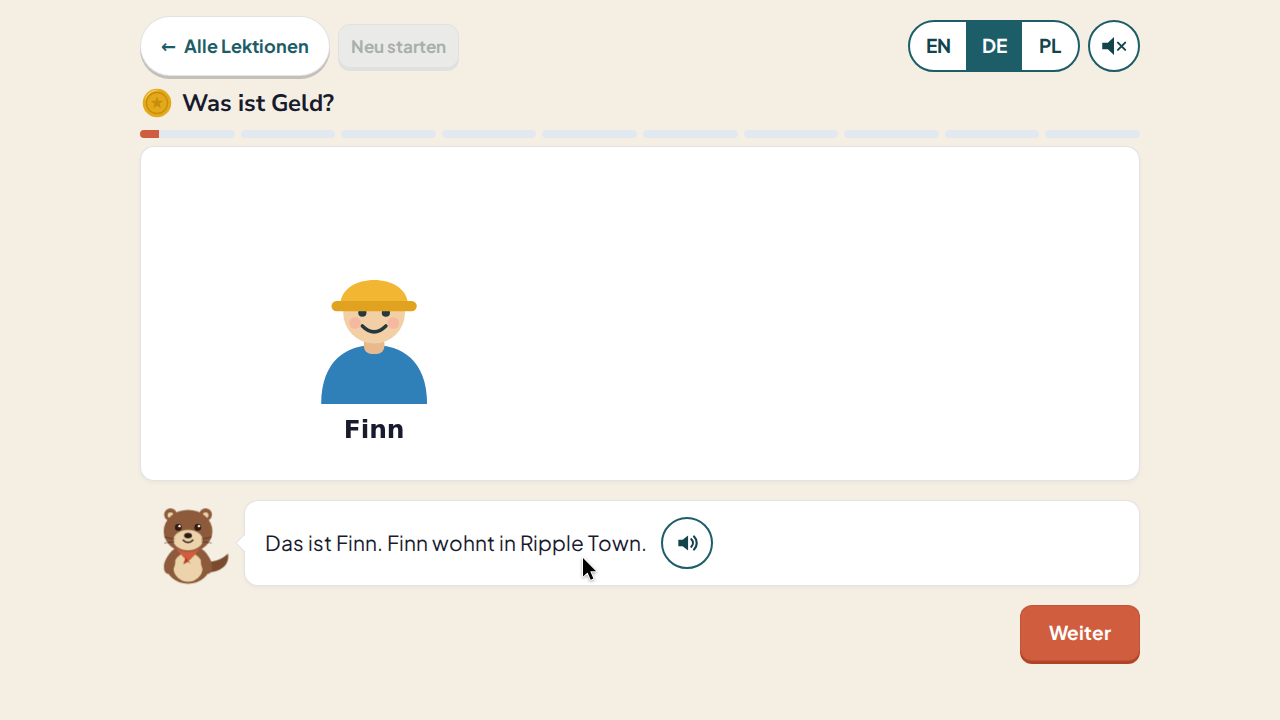 ← Alle Lektionen
Neu starten
EN DE PL
Was ist Geld?
Finn
Das ist Finn. Finn wohnt in Ripple Town.
Weiter